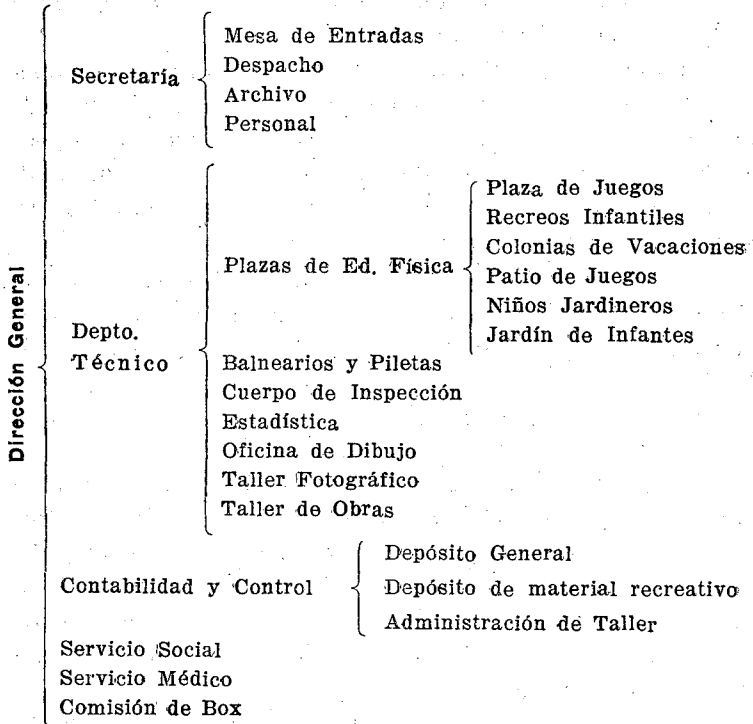 Dirección General
Secretaría
Mesa de Entradas
Despacho
Archivo
Personal
Depto.
Técnico
Plazas de Ed. Física
Plaza de Juegos
Recreos Infantiles
Colonias de Vacaciones
Patio de Juegos
Niños Jardineros
Jardín de Infantes
Balnearios y Piletas
Cuerpo de Inspección
Estadística
Oficina de Dibujo
Taller Fotográfico
Taller de Obras
Contabilidad y Control
Depósito General
Depósito de material recreativo
Administración de Taller
Servicio Social
Servicio Médico
Comisión de Box